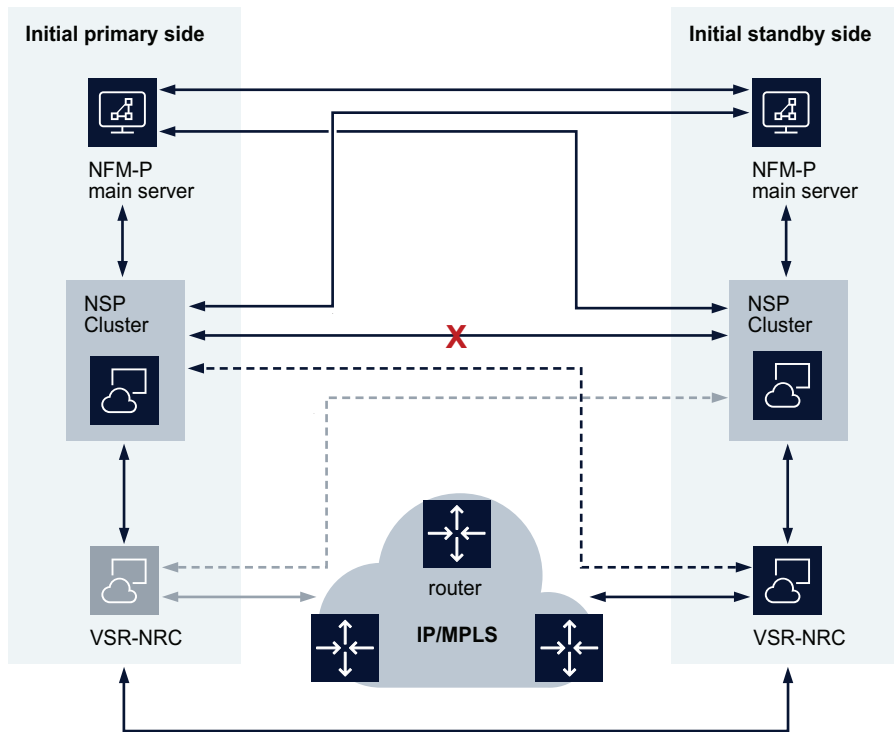 Initial primary side
Initial standby side
NFM-P
main server
NFM-P
main server
NSP
Cluster
NSP
Cluster
X
router
IP/MPLS
VSR-NRC
VSR-NRC